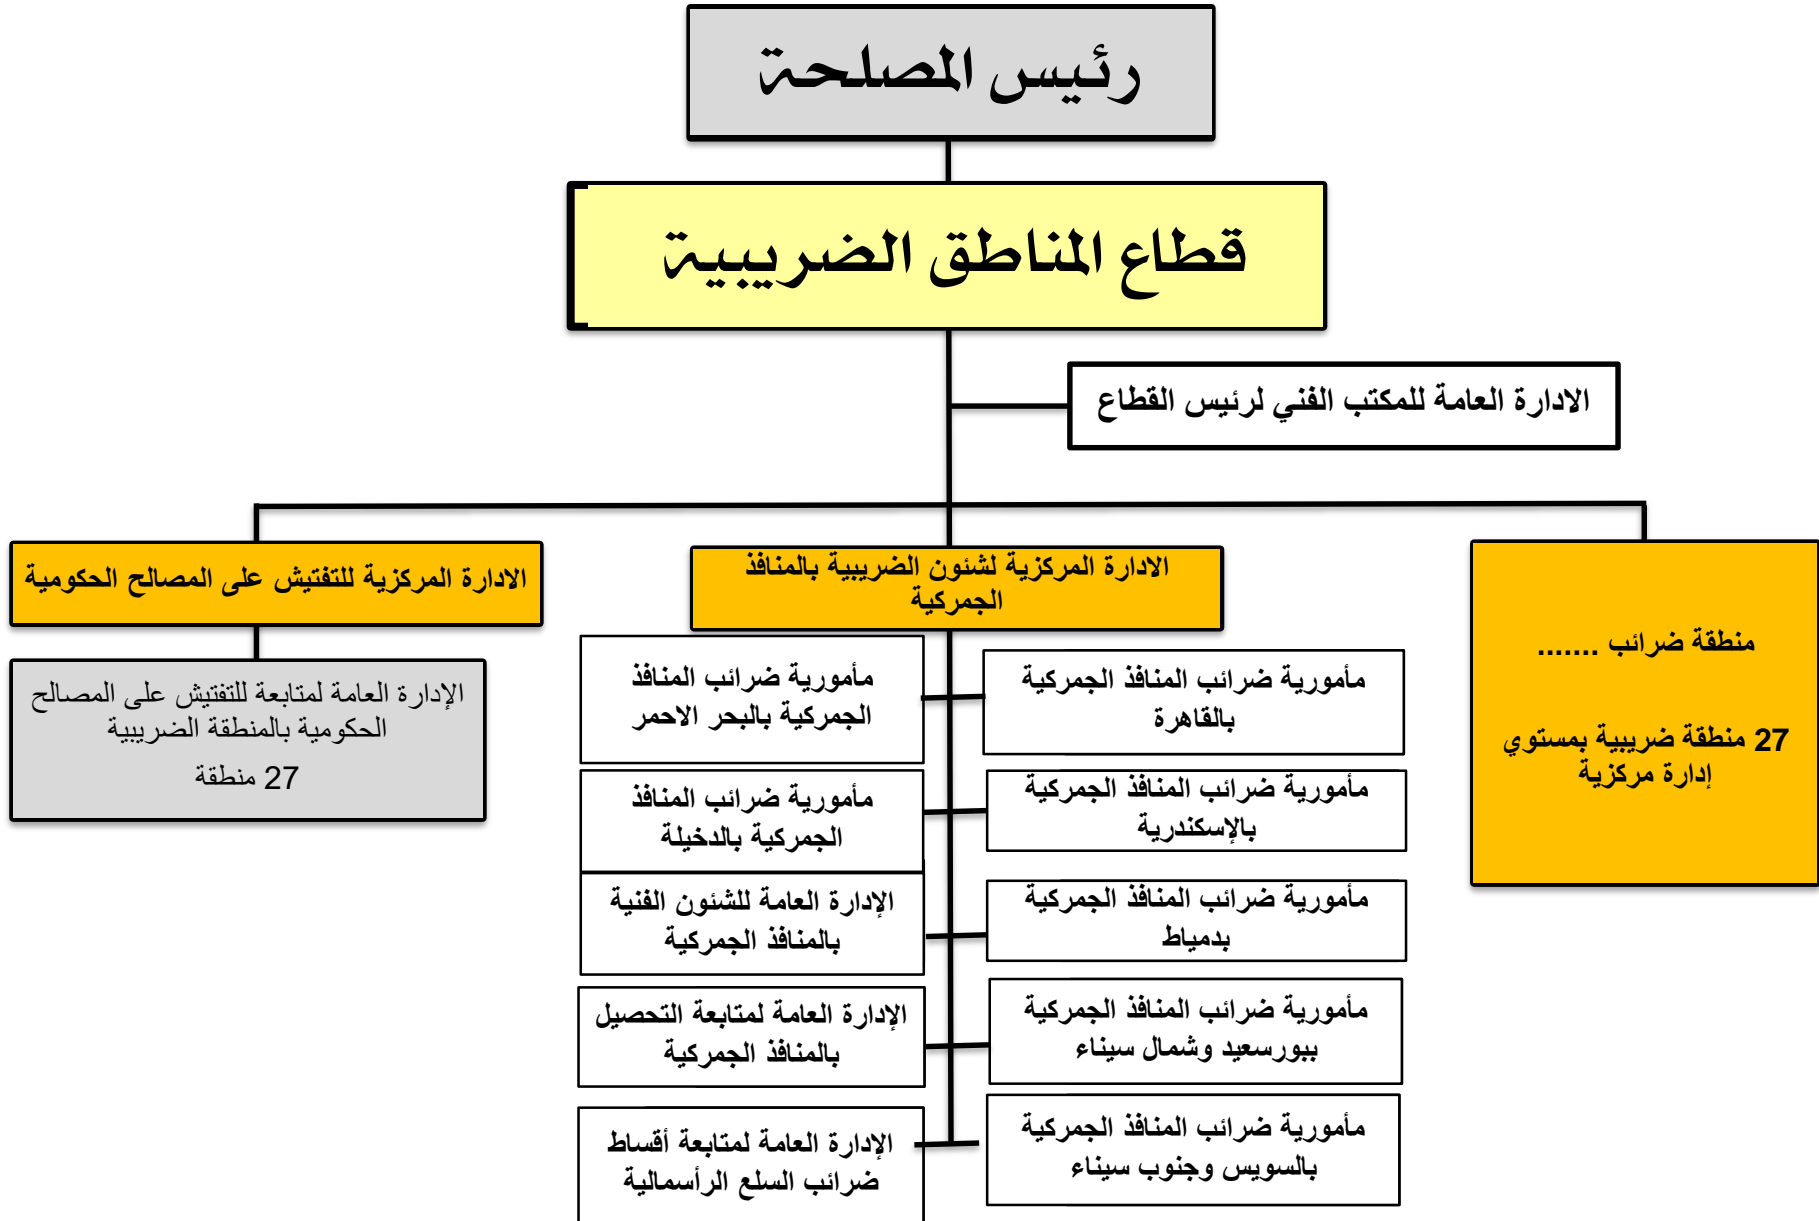 رئيس المصلحة
قطاع المناطق الضريبية
الادارة العامة للمكتب الفني لرئيس القطاع
منطقة ضرائب .......
27 منطقة ضريبية بمستوي
إدارة مركزية
الادارة المركزية لشئون الضريبية بالمنافذ
الجمركية
مأمورية ضرائب المنافذ الجمركية
بالقاهرة
مأمورية ضرائب المنافذ الجمركية
بالإسكندرية
مأمورية ضرائب المنافذ الجمركية
بدمياط
مأمورية ضرائب المنافذ الجمركية
ببورسعيد وشمال سيناء
مأمورية ضرائب المنافذ الجمركية
بالسويس وجنوب سيناء
مأمورية ضرائب المنافذ
الجمركية بالبحر الاحمر
مأمورية ضرائب المنافذ
الجمركية بالدخيلة
الإدارة العامة للشئون الفنية
بالمنافذ الجمركية
الإدارة العامة لمتابعة التحصيل
بالمنافذ الجمركية
الإدارة العامة لمتابعة أقساط
ضرائب السلع الرأسمالية
الادارة المركزية للتفتيش على المصالح الحكومية
الإدارة العامة لمتابعة للتفتيش على المصالح
الحكومية بالمنطقة الضريبية
27 منطقة